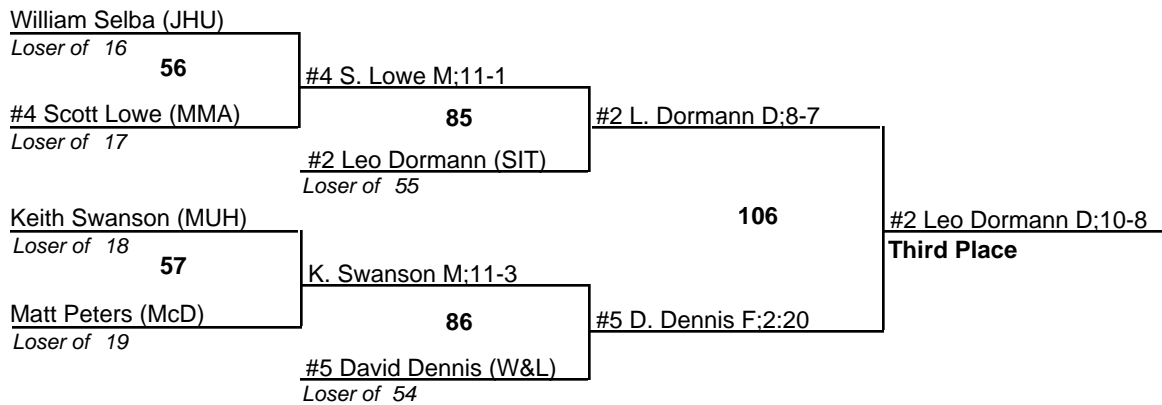 William Selba (JHU)
Loser of 16
56
#4 S. Lowe M;11-1
#4 Scott Lowe (MMA)
Loser of 17
85
#2 L. Dormann D;8-7
#2 Leo Dormann (SIT)
Loser of 55
Keith Swanson (MUH)
Loser of 18
106
#2 Leo Dormann D;10-8
Third Place
57
K. Swanson M;11-3
Matt Peters (McD)
Loser of 19
86
#5 D. Dennis F;2:20
#5 David Dennis (W&L)
Loser of 54